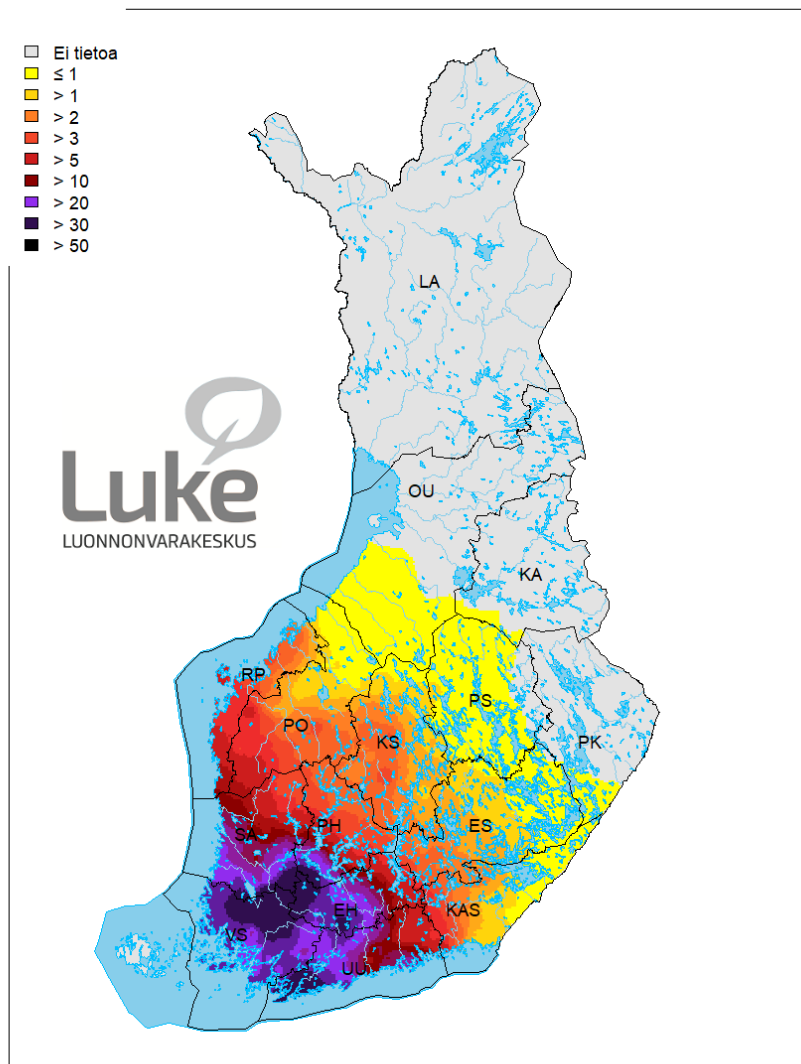 Ei tietoa
≤ 1
> 1
> 2
> 3
> 5
> 10
> 20
> 30
> 50
LA
Luke
LUONNONVARAKESKUS
OU
KA
RP
PS
PO
KS
PK
SA
PH
ES
EH
KAS
VS
UU